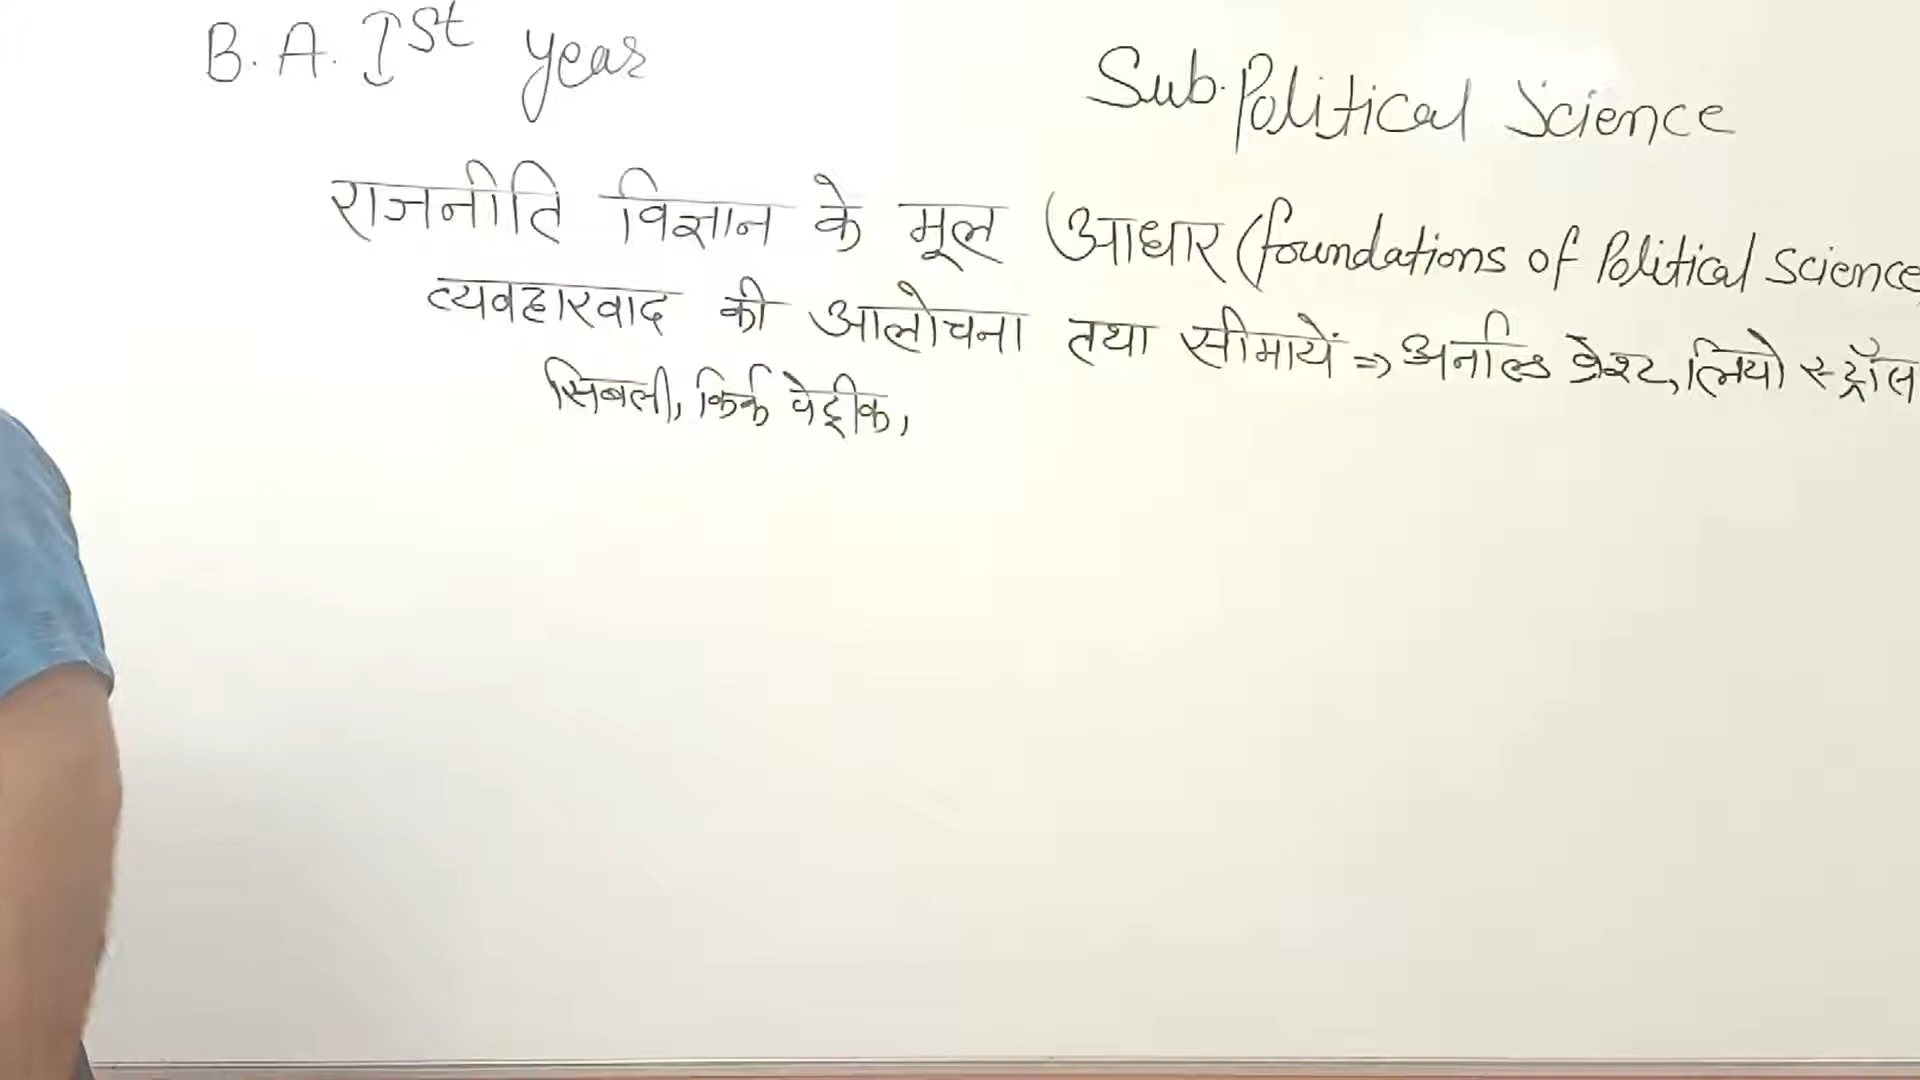 B. A. Ist year
Sub. Political Science
राजनीति विज्ञान के मूल (आधार (foundations of Political Science
व्यवहारवाद की आलोचना तथा सीमायें => अर्नाल्ड ब्रेश्ट, लियो स्ट्रॉस
सिबली, किर्क पेट्रीक,